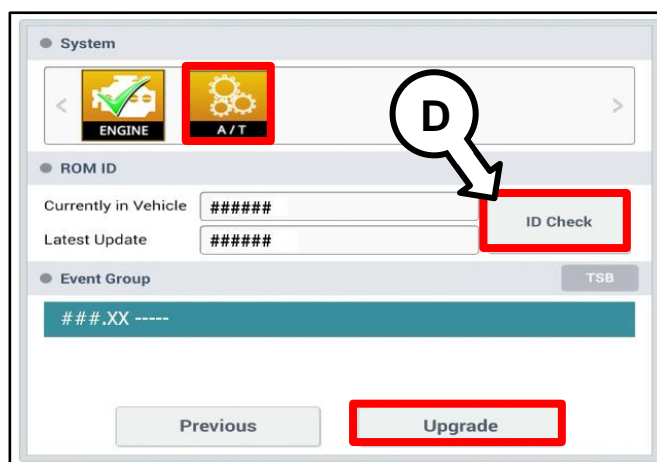 System
ENGINE
A/T
D
ROM ID
Currently in Vehicle ######
ID Check
Latest Update ######
Event Group TSB
###.XX -----
Previous Upgrade